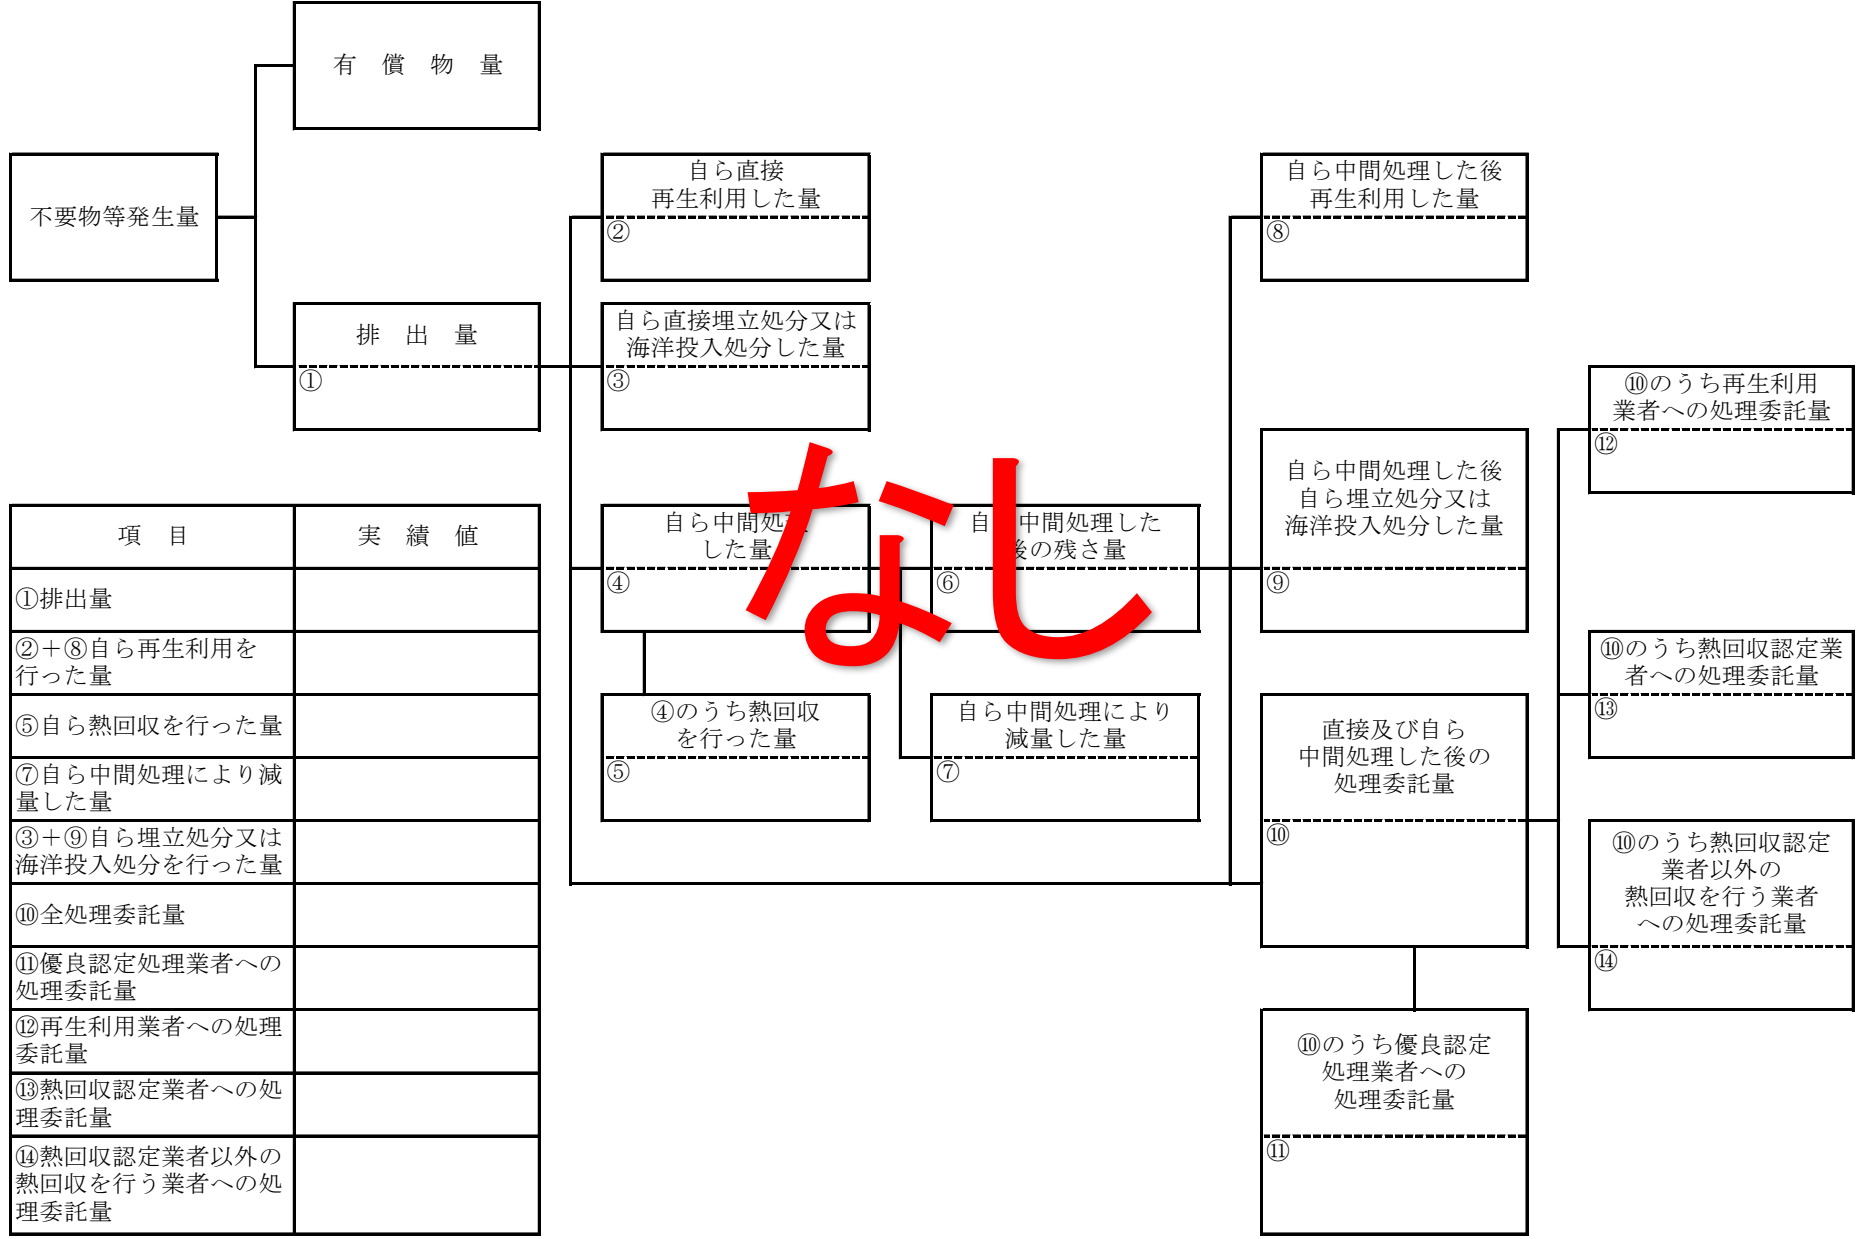 有　償　物　量
不要物等発生量
自ら直接
再生利用した量
②
自ら中間処理した後
再生利用した量
⑧
排　出　量
①
自ら直接埋立処分又は
海洋投入処分した量
③
⑩のうち再生利用
業者への処理委託量
⑫
自ら中間処理した後
自ら埋立処分又は
海洋投入処分した量
⑨
なし
自ら中間処理
した量
④
自ら中間処理した
後の残さ量
⑥
④のうち熱回収
を行った量
⑤
自ら中間処理により
減量した量
⑦
直接及び自ら
中間処理した後の
処理委託量
⑩
⑩のうち熱回収認定業
者への処理委託量
⑬
⑩のうち熱回収認定
業者以外の
熱回収を行う業者
への処理委託量
⑭
⑩のうち優良認定
処理業者への
処理委託量
⑪
項　目
実　績　値
①排出量
②＋⑧自ら再生利用を
行った量
⑤自ら熱回収を行った量
⑦自ら中間処理により減
量した量
③＋⑨自ら埋立処分又は
海洋投入処分を行った量
⑩全処理委託量
⑪優良認定処理業者への
処理委託量
⑫再生利用業者への処理
委託量
⑬熱回収認定業者への処
理委託量
⑭熱回収認定業者以外の
熱回収を行う業者への処
理委託量